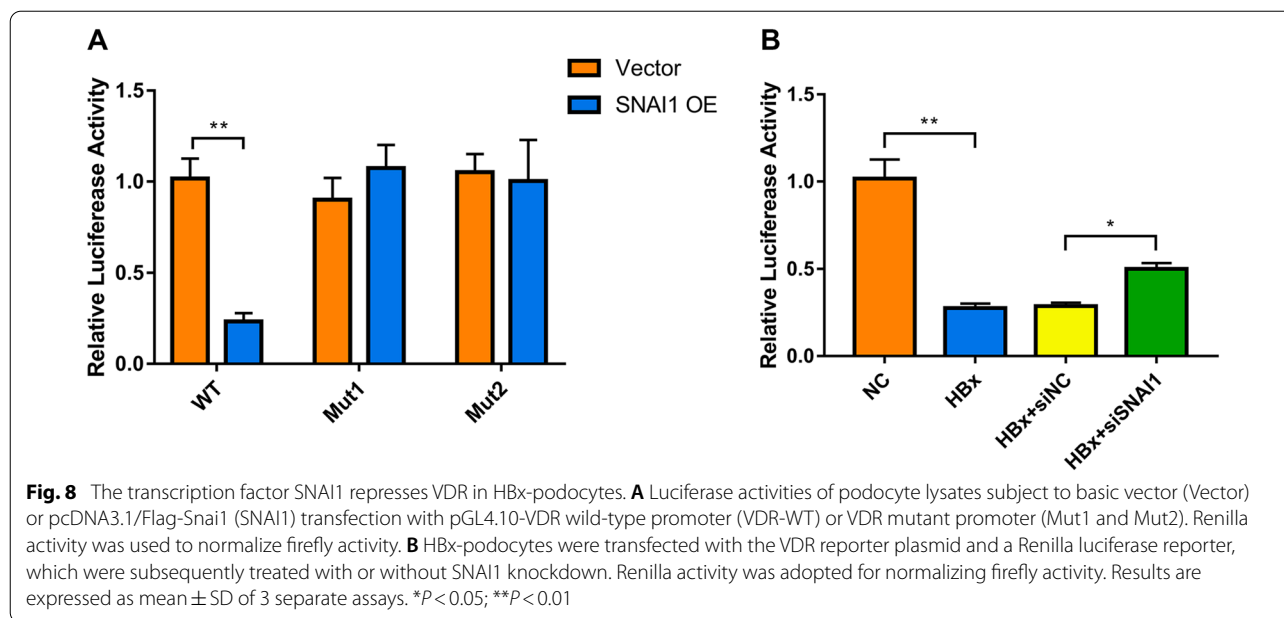 A
B
Vector
SNAI1 OE
Relative Luciferease Activity
1.5
1.0
0.5
0.0
**
WT
Mut1
Mut2
Relative Luciferease Activity
1.5
1.0
0.5
0.0
**
*
NC
HBx
HBx+siNC
HBx+siSNAI1
Fig. 8 The transcription factor SNAI1 represses VDR in HBx-podocytes. A Luciferase activities of podocyte lysates subject to basic vector (Vector)
or pcDNA3.1/Flag-Snai1 (SNAI1) transfection with pGL4.10-VDR wild-type promoter (VDR-WT) or VDR mutant promoter (Mut1 and Mut2). Renilla
activity was used to normalize firefly activity. B HBx-podocytes were transfected with the VDR reporter plasmid and a Renilla luciferase reporter,
which were subsequently treated with or without SNAI1 knockdown. Renilla activity was adopted for normalizing firefly activity. Results are
expressed as mean ± SD of 3 separate assays. *P < 0.05; **P < 0.01